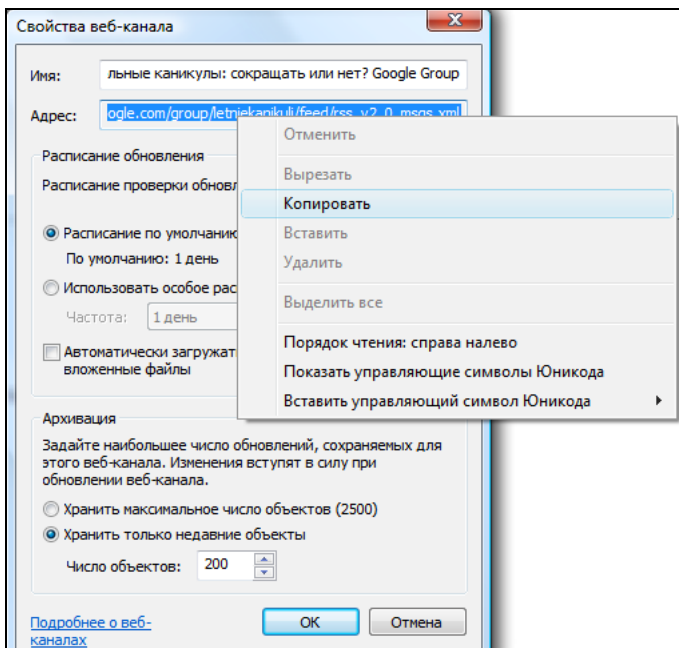 Свойства веб-канала
Имя: льные каникулы: сокращать или нет? Google Group
Адрес: ogle.com/group/letniekanikuli/feed/rss_v2_0_msgs.xml
Отменить
Расписание обновления
Вырезать
Расписание проверки обновл
Копировать
Расписание по умолчанию
Вставить
По умолчанию: 1 день
Удалить
Использовать особое рас
Выделить все
Частота: 1 день
Порядок чтения: справа налево
Автоматически загружат
вложенные файлы
Показать управляющие символы Юникода
Вставить управляющий символ Юникода
Архивация
Задайте наибольшее число обновлений, сохраняемых для
этого веб-канала. Изменения вступят в силу при
обновлении веб-канала.
Хранить максимальное число объектов (2500)
Хранить только недавние объекты
Число объектов: 200
Подробнее о веб-
каналах
ОК Отмена